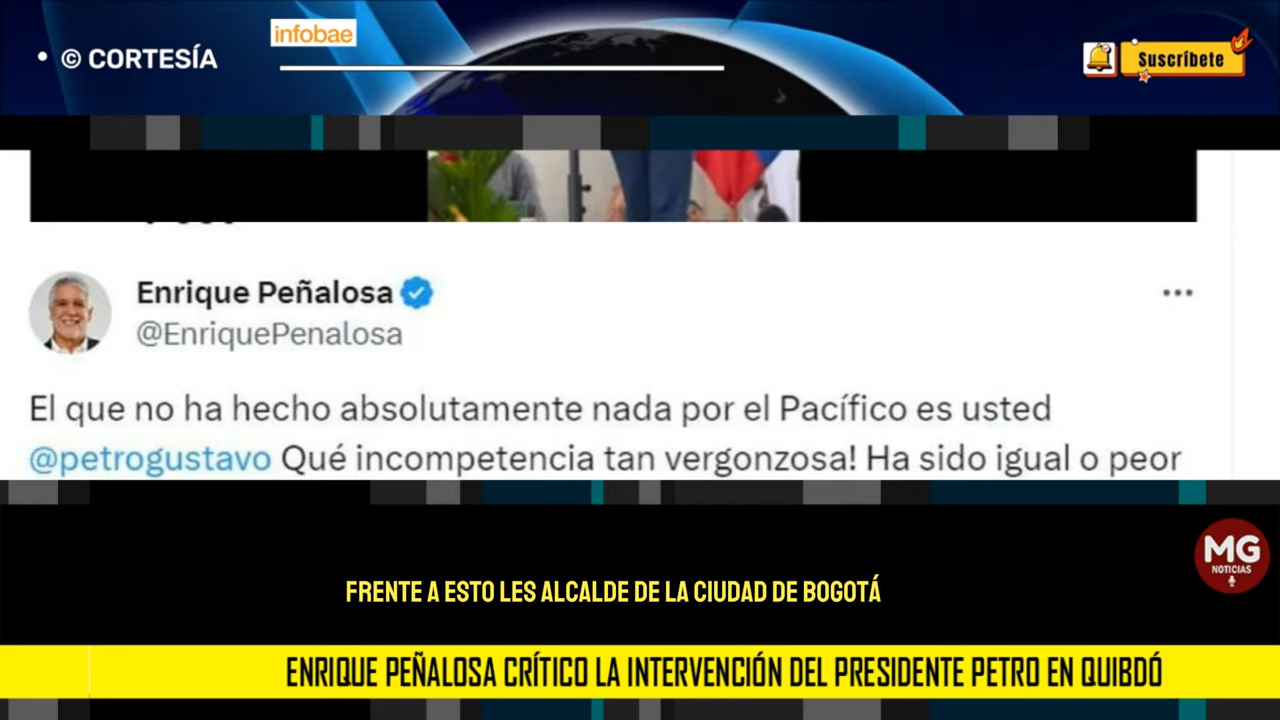 infobae
• © CORTESÍA
Suscríbete
Enrique Peñalosa
@EnriquePenalosa
El que no ha hecho absolutamente nada por el Pacífico es usted
@petrogustavo Qué incompetencia tan vergonzosa! Ha sido igual o peor
MG
NOTICIAS
FRENTE A ESTO LES ALCALDE DE LA CIUDAD DE BOGOTÁ
ENRIQUE PEÑALOSA CRÍTICO LA INTERVENCIÓN DEL PRESIDENTE PETRO EN QUIBDÓ